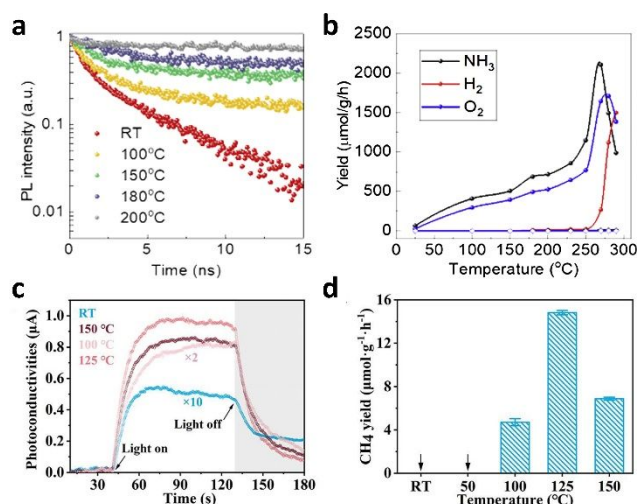 a
PL intensity (a.u.)
1
0.1
0.01
RT
100°C
150°C
180°C
200°C
0 5 10 15
Time (ns)
b
Yield (μmol/g/h)
2500
2000
1500
1000
500
0
NH3
H2
O2
0 50 100 150 200 250 300
Temperature (°C)
c
Photoconductivities (μA)
1.2
1.0
0.8
0.6
0.4
0.2
0.0
RT
150 °C
100 °C
125 °C
×2
×10
Light on
Light off
30 60 90 120 150 180
Time (s)
d
CH4 yield (μmol·g⁻¹·h⁻¹)
16
12
8
4
0
RT 50 100 125 150
Temperature (°C)